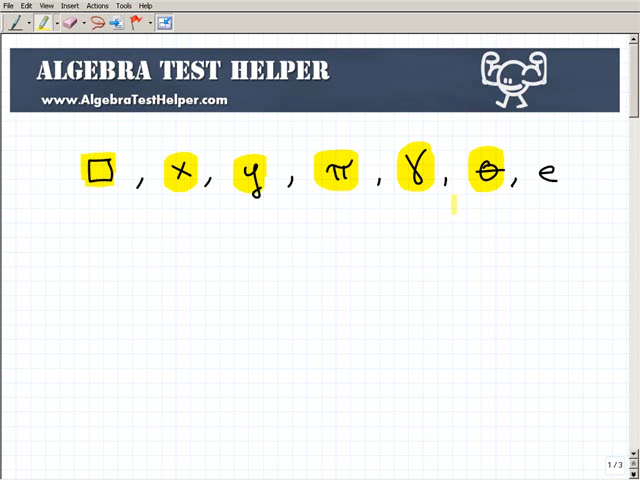 File Edit View Insert Actions Tools Help
ALGEBRA TEST HELPER
www.AlgebraTestHelper.com
□ , x , y , π , γ , θ , e
1 / 3